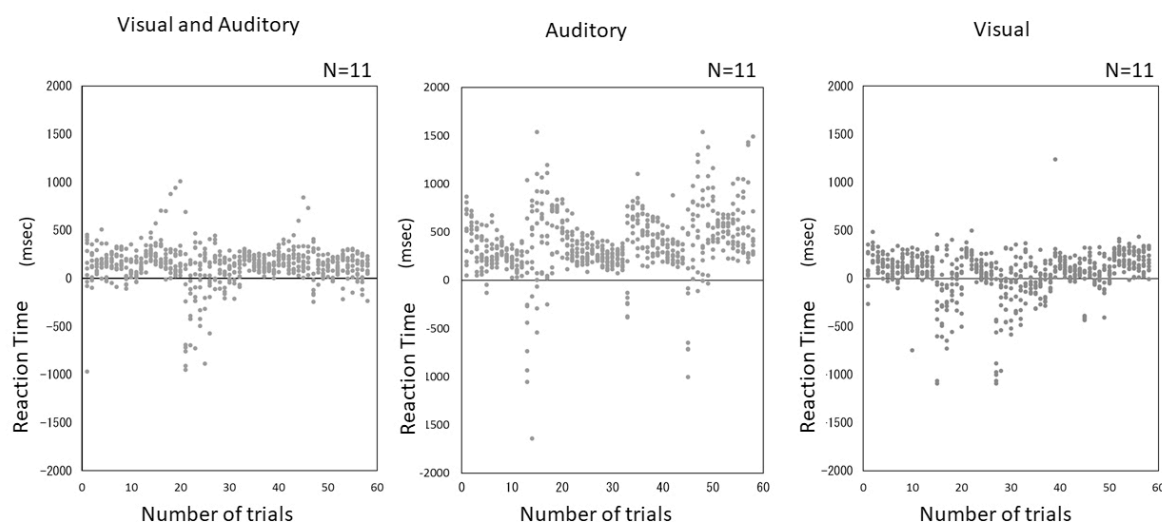 Visual and Auditory
N=11
Reaction Time (msec)
2000
1500
1000
500
0
−500
−1000
−1500
−2000
0 10 20 30 40 50 60
Number of trials
Auditory
N=11
Reaction Time (msec)
2000
1500
1000
500
0
-500
1000
-1500
-2000
0 10 20 30 40 50 60
Number of trials
Visual
N=11
Reaction Time (msec)
2000
1500
1000
500
0
-500
1000
-1500
−2000
0 10 20 30 40 50 60
Number of trials